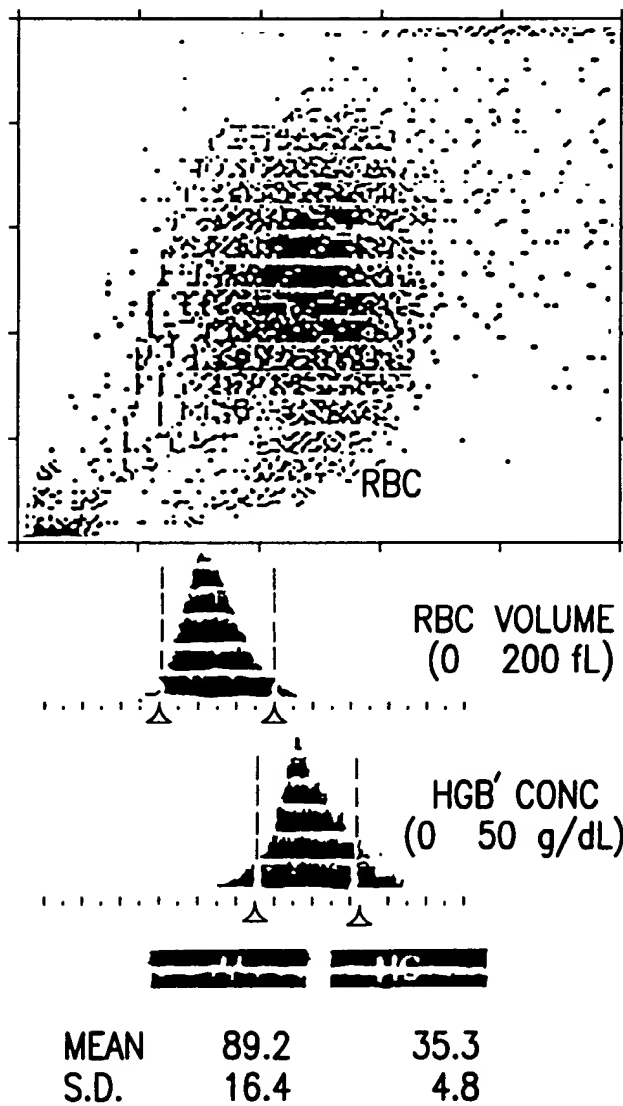 RBC
RBC VOLUME
(0 200 fL)
HGB' CONC
(0 50 g/dL)
MEAN 89.2 35.3
S.D. 16.4 4.8